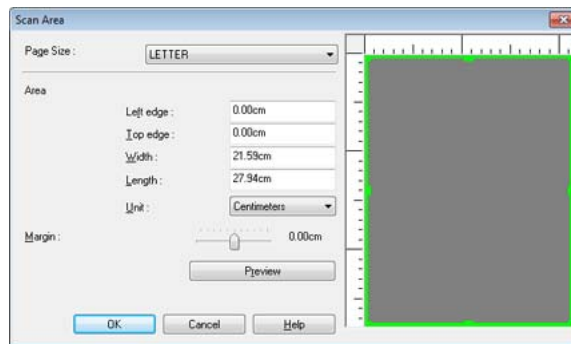 Scan Area
Page Size : LETTER
Area
Left edge : 0.00cm
Top edge : 0.00cm
Width : 21.59cm
Length : 27.94cm
Unit : Centimeters
Margin : 0.00cm
Preview
OK Cancel Help